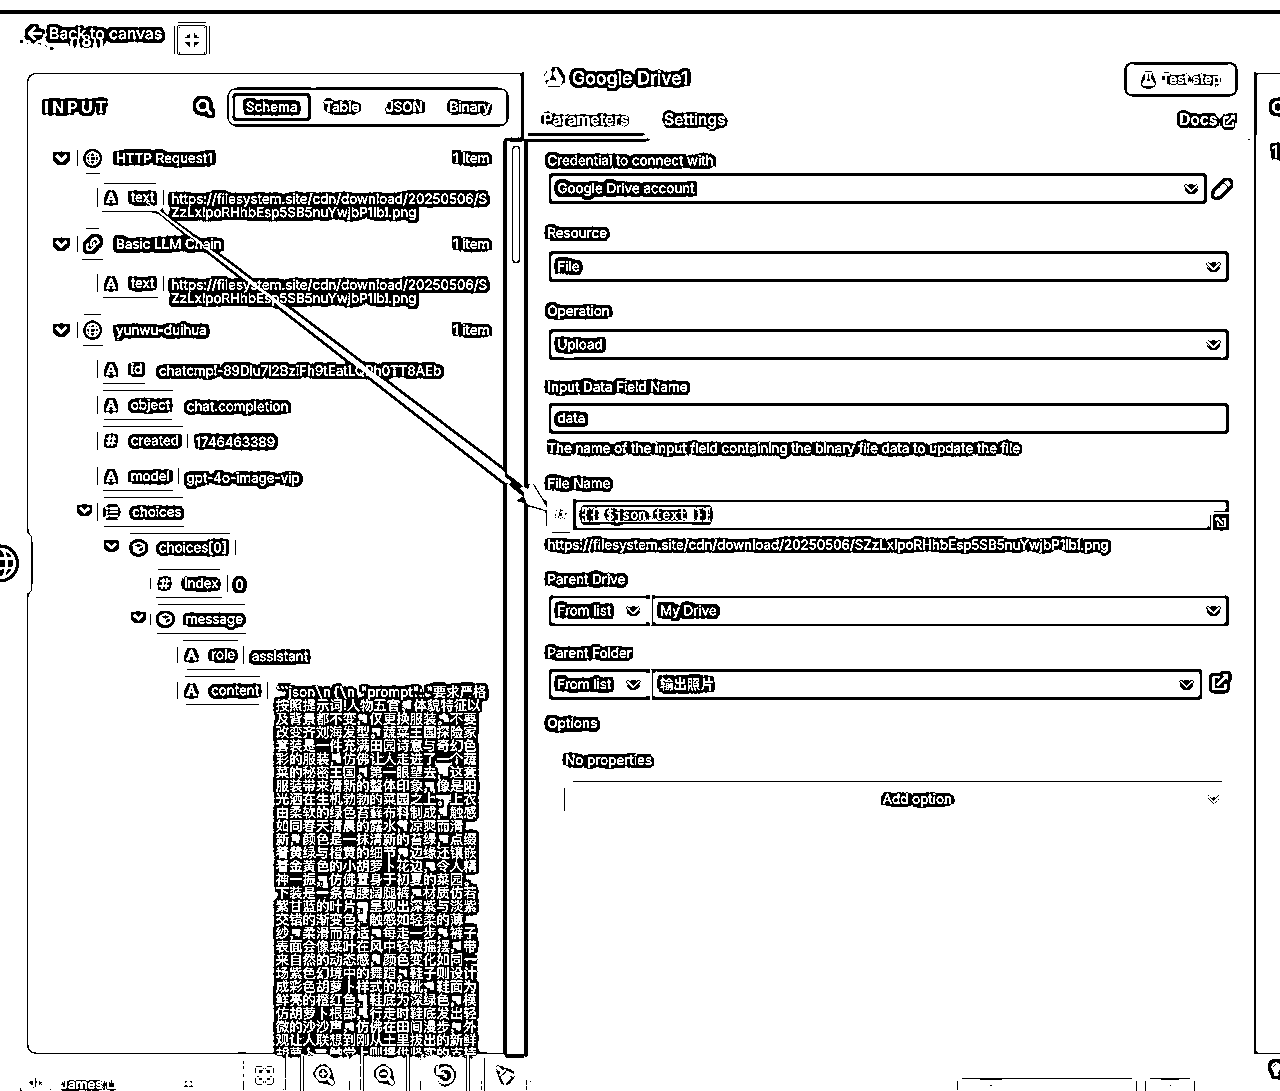 Back to canvas
INPUT
Schema
Table
JSON
Binary
HTTP Request1
1 item
text
https://filesystem.site/cdn/download/20250506/S
ZzLxIpoRHhbEsp5SB5nuYwjbP1lbI.png
Basic LLM Chain
1 item
text
https://filesystem.site/cdn/download/20250506/S
ZzLxIpoRHhbEsp5SB5nuYwjbP1lbI.png
yunwu-duihua
1 item
id
object
chat.completion
created
1746463389
model
gpt-4o-image-vip
choices
choices[0]
index
0
message
role
assistant
content
```json\n{\n "prompt": "要求严格
按照提示词!人物五官,体貌特征以
及背景都不变,仅更换服装,不要
改变齐刘海发型,蔬菜王国探险家
套装是一件充满田园诗意与奇幻色
彩的服装,仿佛让人走进了一个蔬
菜的秘密王国,第一眼望去,这套
服装带来清新的整体印象,像是阳
光洒在生机勃勃的菜园之上,上衣
由柔软的绿色苔藓布料制成,触感
如同春天清晨的露水,凉爽而清
新,颜色是一抹清新的苔绿,点缀
着黄绿与橙黄的细节,边缘还镶嵌
着金黄色的小胡萝卜花边,令人精
神一振,仿佛置身于初夏的菜园,
下装是一条高腰阔腿裤,材质仿若
紫甘蓝的叶片,呈现出深紫与淡紫
交错的渐变色,触感如轻柔的薄
纱,柔滑而舒适,每走一步,裤子
表面会像菜叶在风中轻微摇摆,带
来自然的动态感,颜色变化如同一
场紫色幻境中的舞蹈,鞋子则设计
成彩色胡萝卜样式的短靴,鞋面为
鲜亮的橙红色,鞋底为深绿色,模
仿胡萝卜根部,行走时鞋底发出轻
微的沙沙声,仿佛在田间漫步,外
观让人联想到刚从土里拔出的新鲜
Google Drive1
Test step
Parameters
Settings
Docs
Credential to connect with
Google Drive account
Resource
File
Operation
Upload
Input Data Field Name
data
The name of the input field containing the binary file data to update the file
File Name
{{ $json.text }}
https://filesystem.site/cdn/download/20250506/SZzLxIpoRHhbEsp5SB5nuYwjbP1lbI.png
Parent Drive
From list
My Drive
Parent Folder
From list
输出照片
Options
No properties
Add option